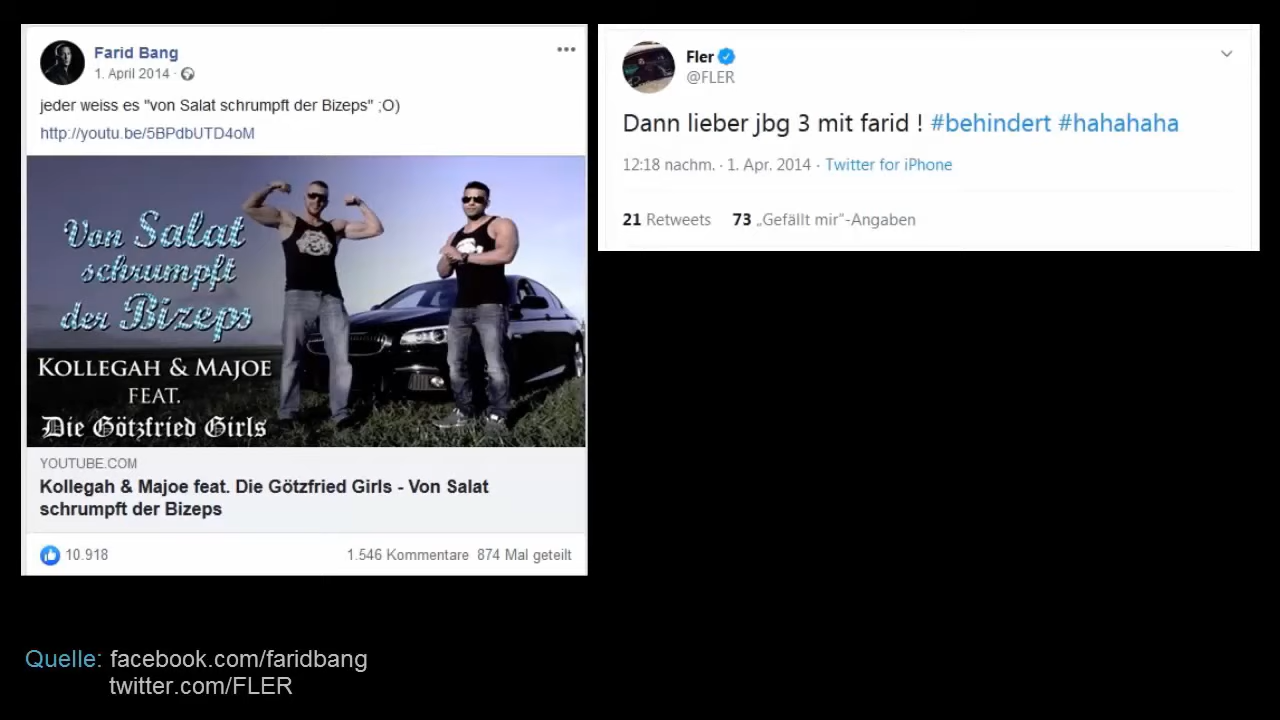 Farid Bang
1. April 2014 ·
jeder weiss es "von Salat schrumpft der Bizeps" ;O)
http://youtu.be/5BPdbUTD4oM
Von Salat
schrumpft
der Bizeps
KOLLEGAH & MAJOE
FEAT.
Die Götzfried Girls
YOUTUBE.COM
Kollegah & Majoe feat. Die Götzfried Girls - Von Salat
schrumpft der Bizeps
10.918
1.546 Kommentare 874 Mal geteilt
Fler
@FLER
Dann lieber jbg 3 mit farid ! #behindert #hahahaha
12:18 nachm. · 1. Apr. 2014 · Twitter for iPhone
21 Retweets 73 „Gefällt mir“-Angaben
Quelle: facebook.com/faridbang
twitter.com/FLER